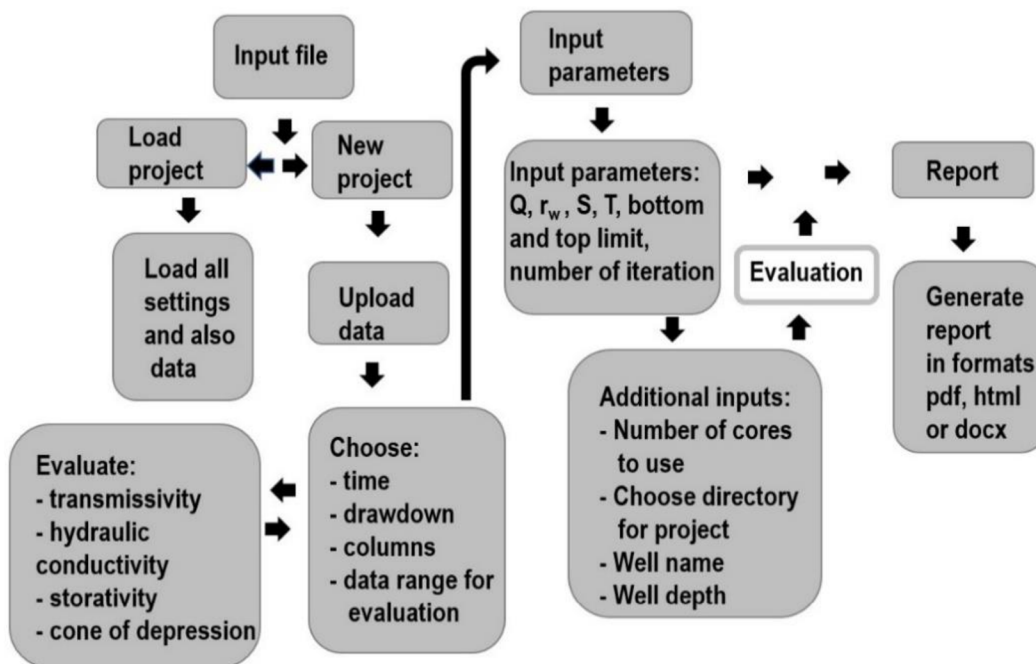 Input file
Load
project
New
project
Load all
settings
and also
data
Upload
data
Evaluate:
- transmissivity
- hydraulic
conductivity
- storativity
- cone of depression
Choose:
- time
- drawdown
- columns
- data range for
evaluation
Input
parameters
Input parameters:
Q, rw, S, T, bottom
and top limit,
number of iteration
Additional inputs:
- Number of cores
to use
- Choose directory
for project
- Well name
- Well depth
Evaluation
Report
Generate
report
in formats
pdf, html
or docx